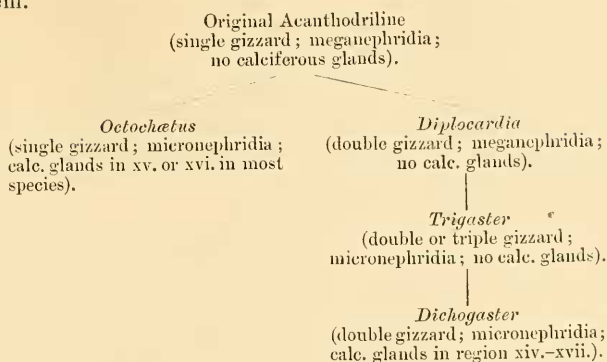 Original Acanthodriline
(single gizzard ; meganephridia ;
no calciferous glands).
Octochætus
(single gizzard ; micronephridia ;
calc. glands in xv. or xvi. in most
species).
Diplocardia
(double gizzard ; meganephridia ;
no calc. glands).
Trigaster
(double or triple gizzard ;
micronephridia ; no calc. glands).
Dichogaster
(double gizzard ; micronephridia ;
calc. glands in region xiv.–xvii.).